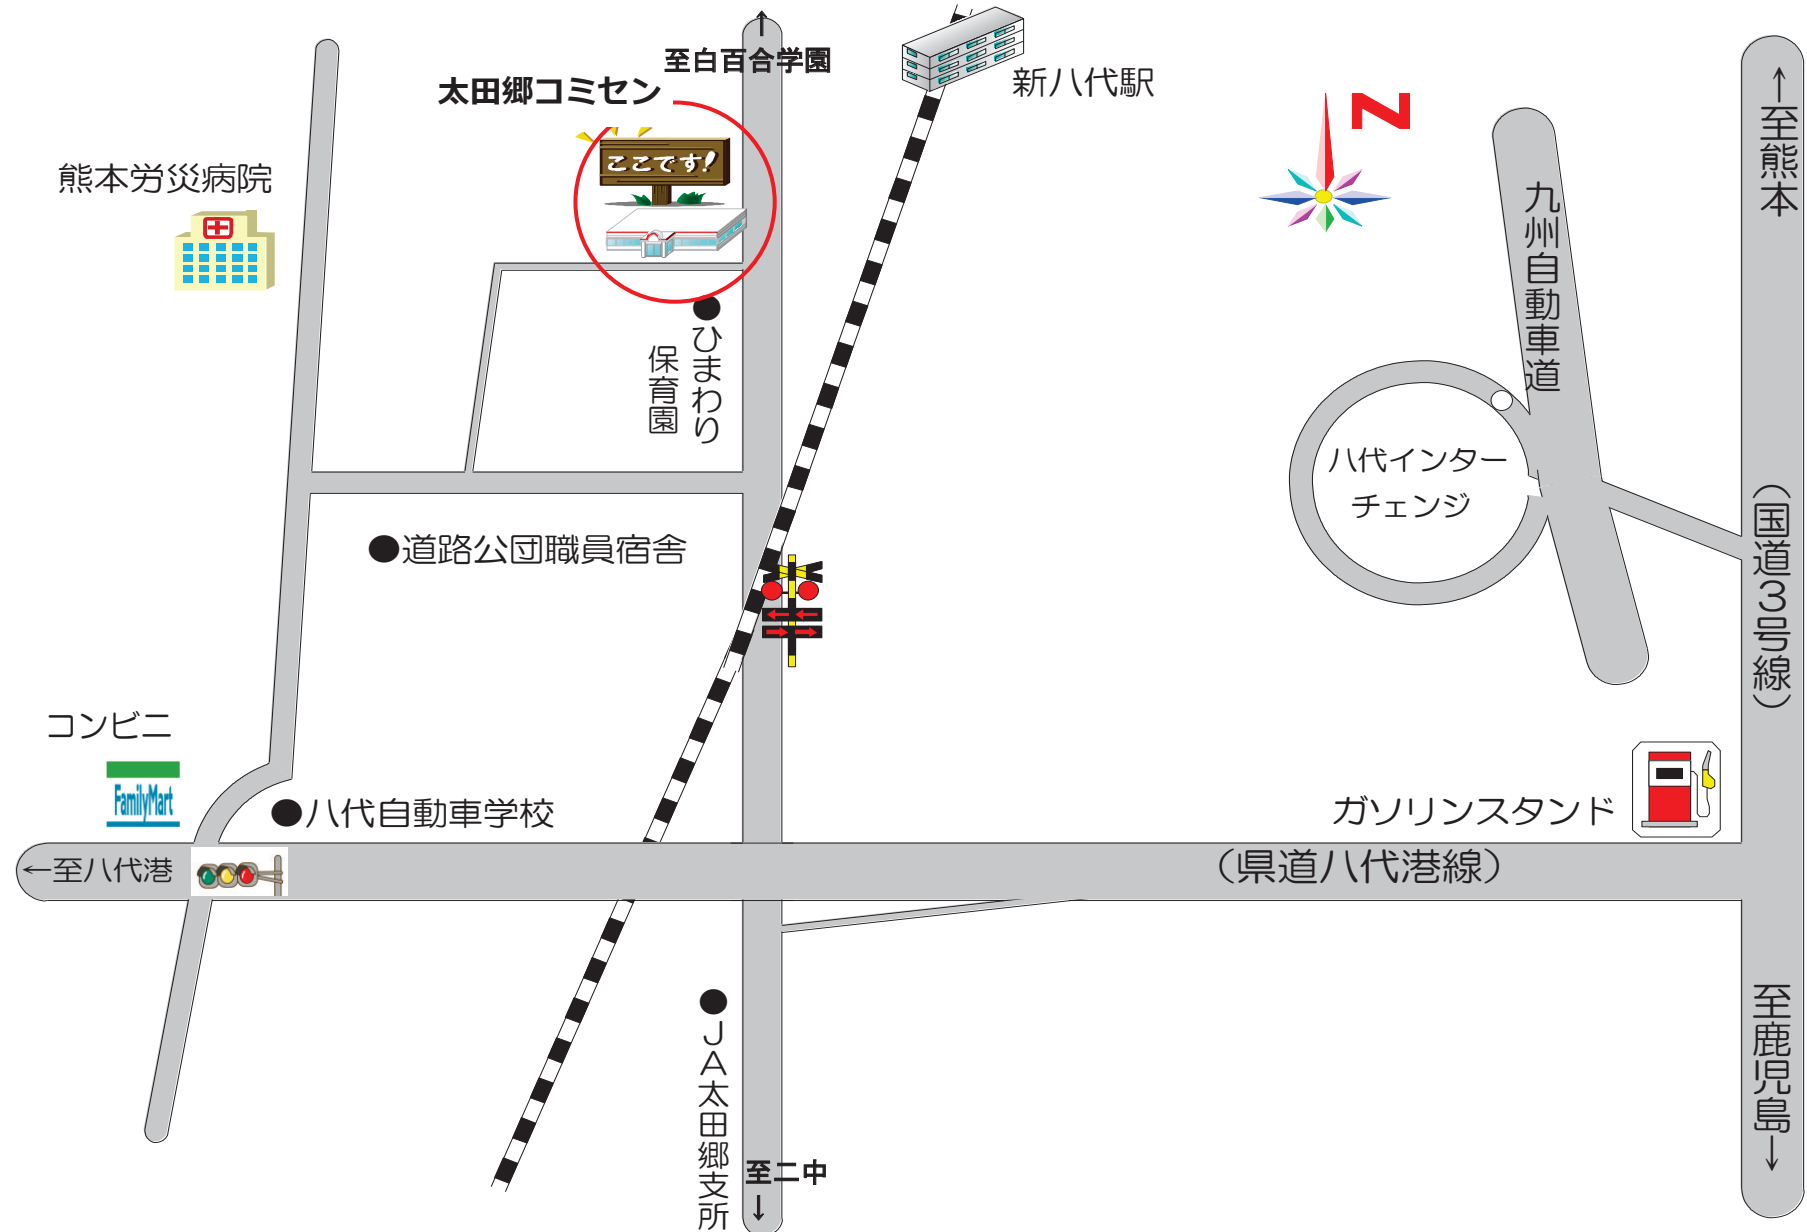 至白百合学園
太田郷コミセン
ここです!
新八代駅
N
熊本労災病院
←至熊本
九州自動車道
ひまわり
保育園
八代インター
チェンジ
(国道3号線)
●道路公団職員宿舎
コンビニ
FamilyMart
●八代自動車学校
ガソリンスタンド
←至八代港
(県道八代港線)
●JA太田郷支所
至二中
至鹿児島→